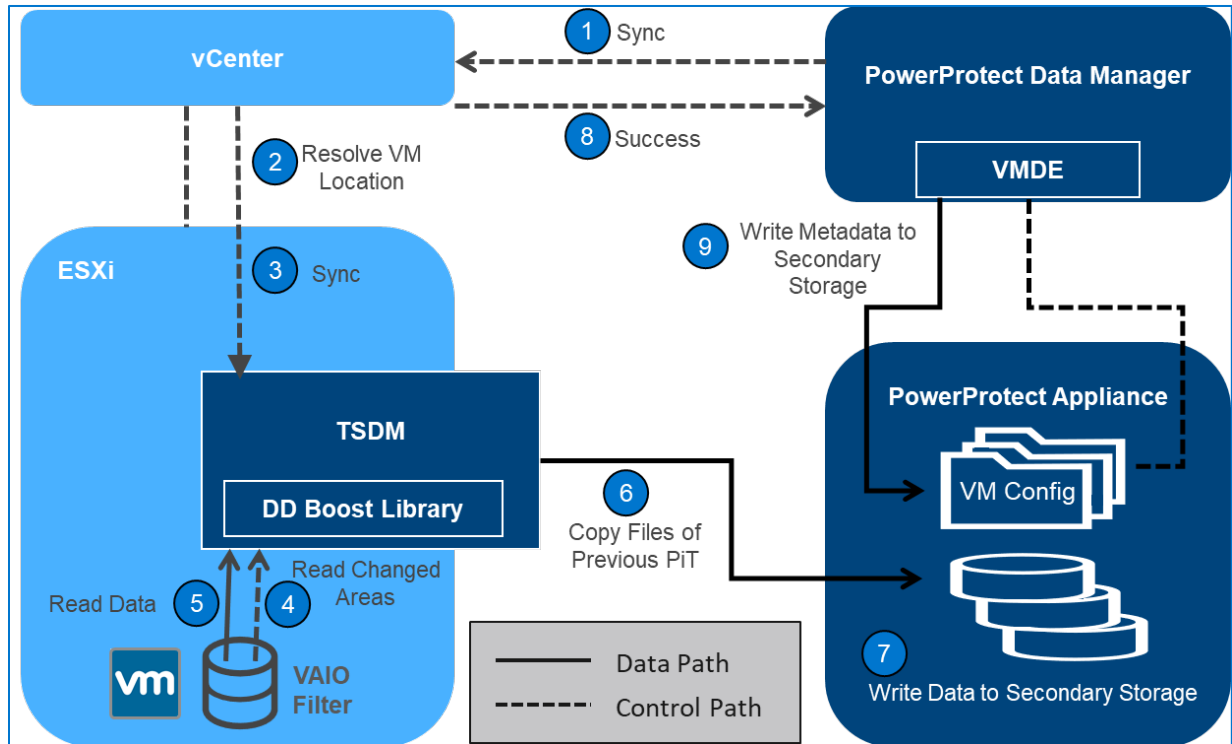 vCenter
1
Sync
8
Success
PowerProtect Data Manager
VMDE
2
Resolve VM
Location
9
Write Metadata to
Secondary
Storage
ESXi
3
Sync
TSDM
DD Boost Library
6
Copy Files of
Previous PiT
PowerProtect Appliance
VM Config
Read Data
5
4
Read Changed
Areas
vm
VAIO
Filter
Data Path
Control Path
7
Write Data to Secondary Storage